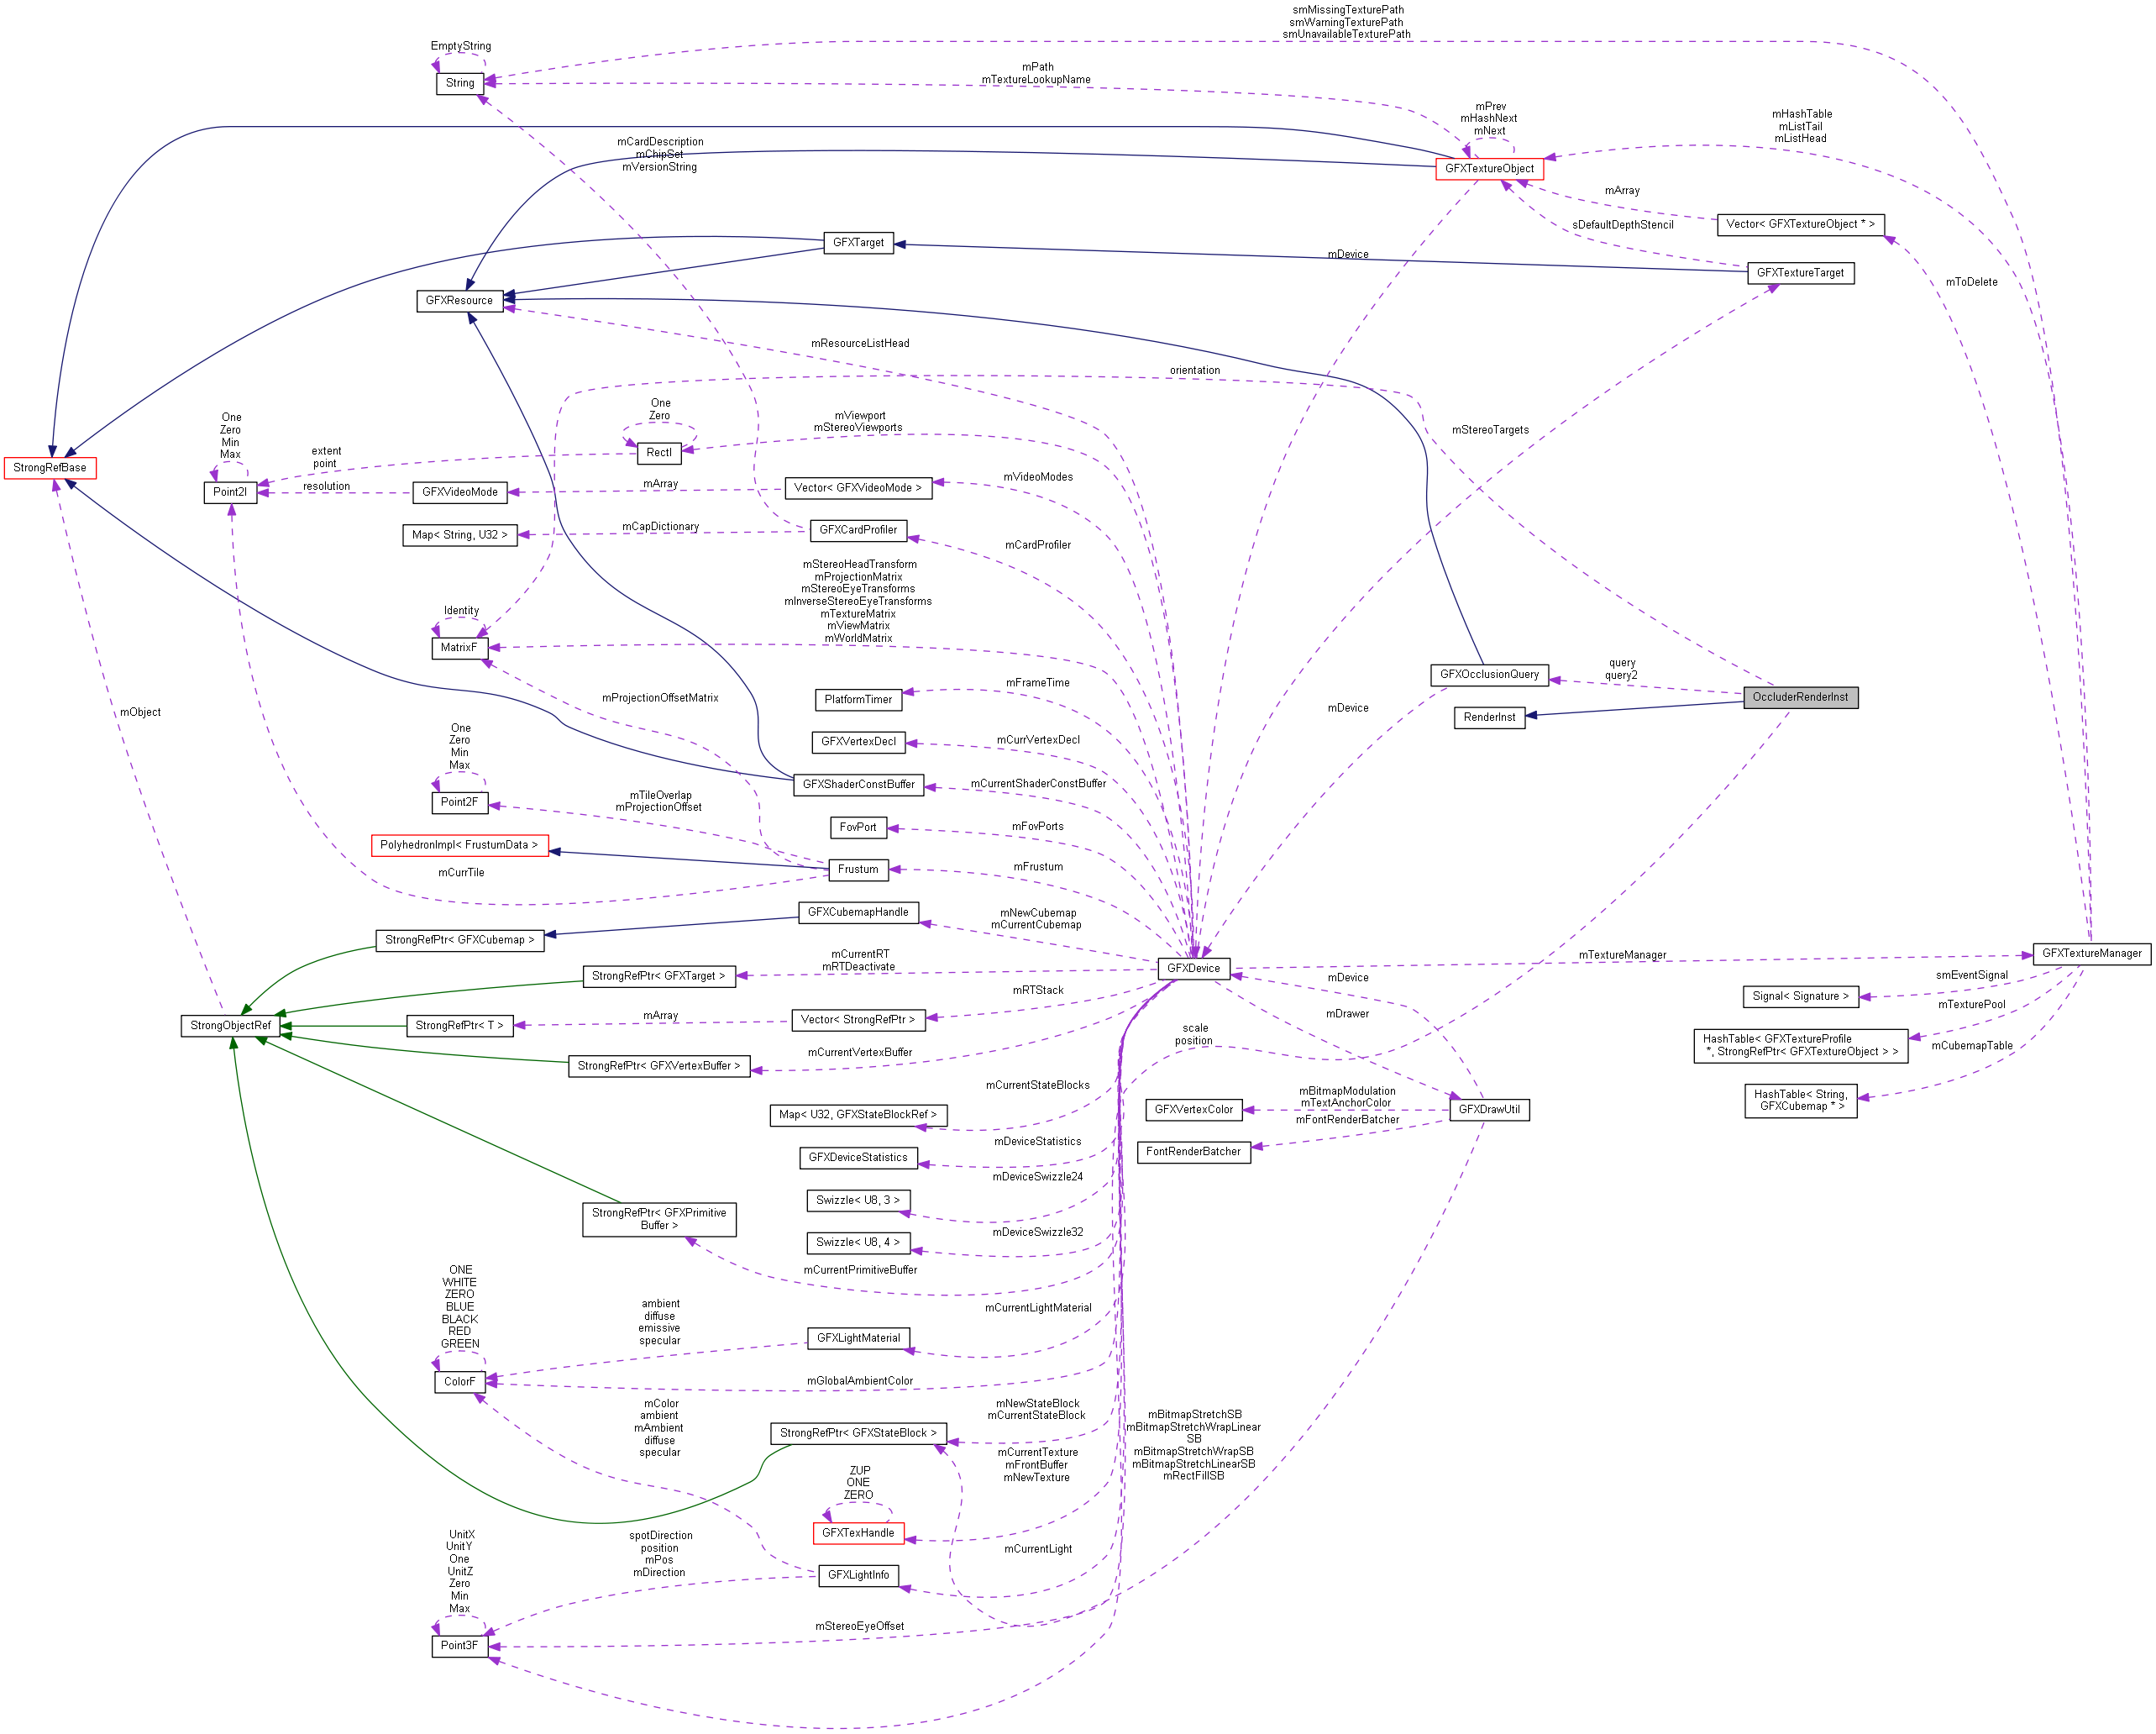 smMissingTexturePath
smWarningTexturePath
smUnavailableTexturePath
EmptyString
String
mPath
mTextureLookupName
mPrev
mHashNext
mNext
mHashTable
mListTail
mListHead
mCardDescription
mChipSet
mVersionString
GFXTextureObject
mArray
Vector< GFXTextureObject * >
sDefaultDepthStencil
GFXTarget
mDevice
GFXTextureTarget
mToDelete
GFXResource
mResourceListHead
orientation
One
Zero
Min
Max
extent
point
One
Zero
RectI
mViewport
mStereoViewports
mStereoTargets
StrongRefBase
Point2I
resolution
GFXVideoMode
mArray
Vector< GFXVideoMode >
mVideoModes
Map< String, U32 >
mCapDictionary
GFXCardProfiler
mCardProfiler
mStereoHeadTransform
mProjectionMatrix
mStereoEyeTransforms
mInverseStereoEyeTransforms
mTextureMatrix
mViewMatrix
mWorldMatrix
Identity
MatrixF
mProjectionOffsetMatrix
PlatformTimer
mFrameTime
GFXOcclusionQuery
query
query2
OccluderRenderInst
RenderInst
mDevice
mObject
GFXVertexDecl
mCurrVertexDecl
One
Zero
Min
Max
Point2F
mTileOverlap
mProjectionOffset
GFXShaderConstBuffer
mCurrentShaderConstBuffer
FovPort
mFovPorts
PolyhedronImpl< FrustumData >
mCurrTile
Frustum
mFrustum
GFXCubemapHandle
mNewCubemap
mCurrentCubemap
StrongRefPtr< GFXCubemap >
StrongRefPtr< GFXTarget >
mCurrentRT
mRTDeactivate
GFXDevice
mTextureManager
GFXTextureManager
StrongObjectRef
StrongRefPtr< T >
mArray
Vector< StrongRefPtr >
mRTStack
mDevice
mDrawer
scale
position
smEventSignal
Signal< Signature >
mTexturePool
HashTable< GFXTextureProfile
*, StrongRefPtr< GFXTextureObject > >
mCubemapTable
HashTable< String,
GFXCubemap * >
StrongRefPtr< GFXVertexBuffer >
mCurrentVertexBuffer
Map< U32, GFXStateBlockRef >
mCurrentStateBlocks
GFXVertexColor
mBitmapModulation
mTextAnchorColor
mFontRenderBatcher
GFXDrawUtil
FontRenderBatcher
GFXDeviceStatistics
mDeviceStatistics
Swizzle< U8, 3 >
mDeviceSwizzle24
Swizzle< U8, 4 >
mDeviceSwizzle32
StrongRefPtr< GFXPrimitive
Buffer >
mCurrentPrimitiveBuffer
ONE
WHITE
ZERO
BLUE
BLACK
RED
GREEN
ColorF
ambient
diffuse
emissive
specular
GFXLightMaterial
mCurrentLightMaterial
mGlobalAmbientColor
mColor
ambient
mAmbient
diffuse
specular
StrongRefPtr< GFXStateBlock >
mNewStateBlock
mCurrentStateBlock
mBitmapStretchSB
mBitmapStretchWrapLinear
SB
mBitmapStretchWrapSB
mBitmapStretchLinearSB
mRectFillSB
mCurrentTexture
mFrontBuffer
mNewTexture
ZUP
ONE
ZERO
GFXTexHandle
UnitX
UnitY
One
UnitZ
Zero
Min
Max
Point3F
spotDirection
position
mPos
mDirection
GFXLightInfo
mCurrentLight
mStereoEyeOffset